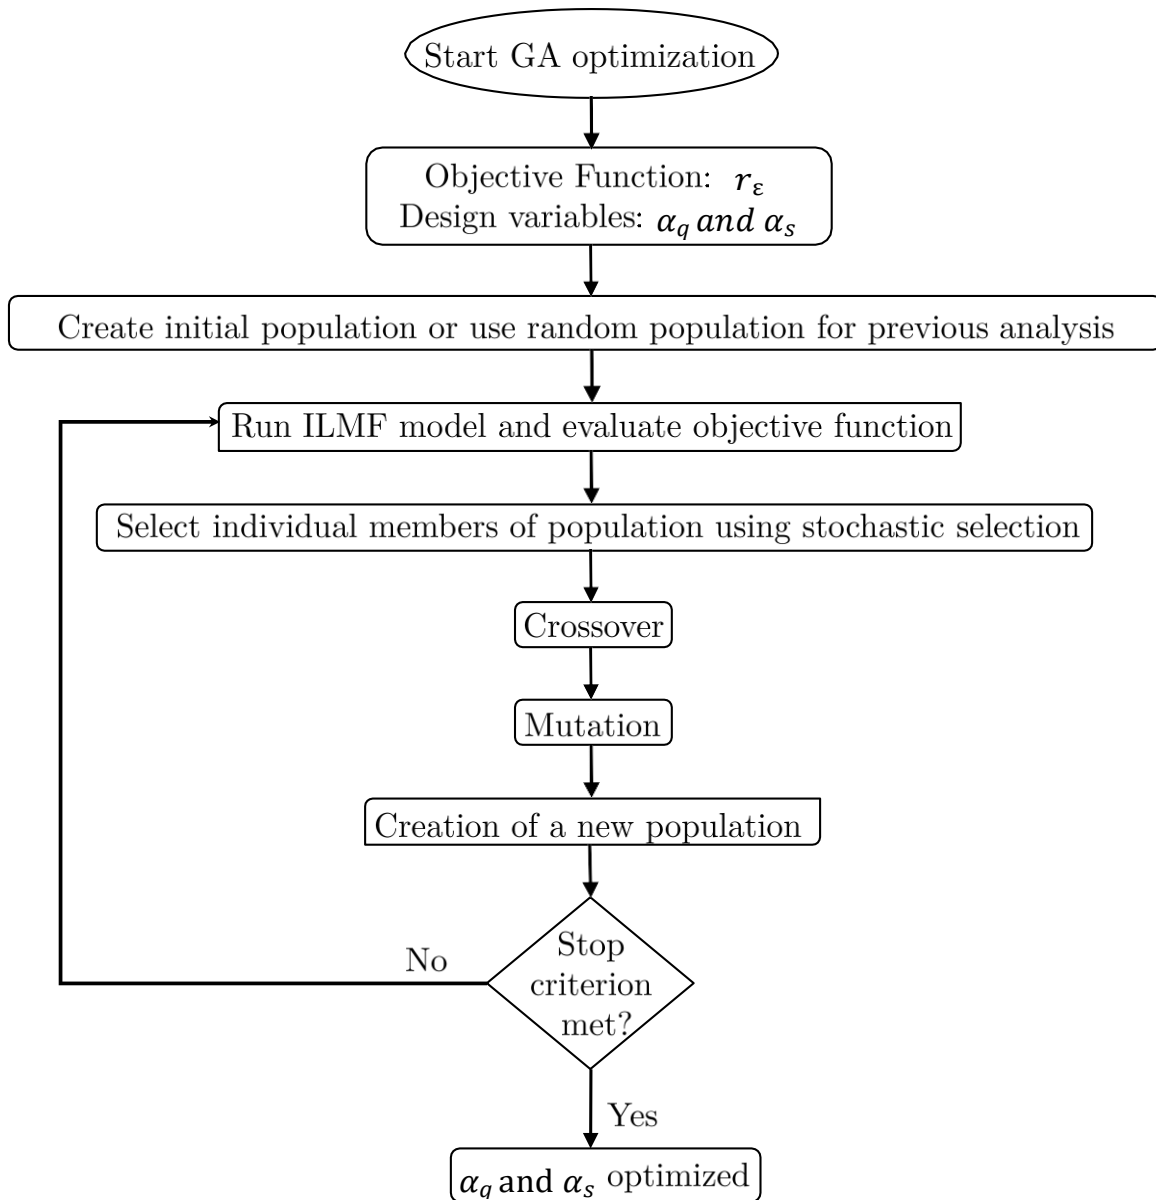 Start GA optimization
Objective Function: r_ε
Design variables: α_q and α_s
Create initial population or use random population for previous analysis
Run ILMF model and evaluate objective function
Select individual members of population using stochastic selection
Crossover
Mutation
Creation of a new population
Stop
criterion
met?
No
Yes
α_q and α_s optimized